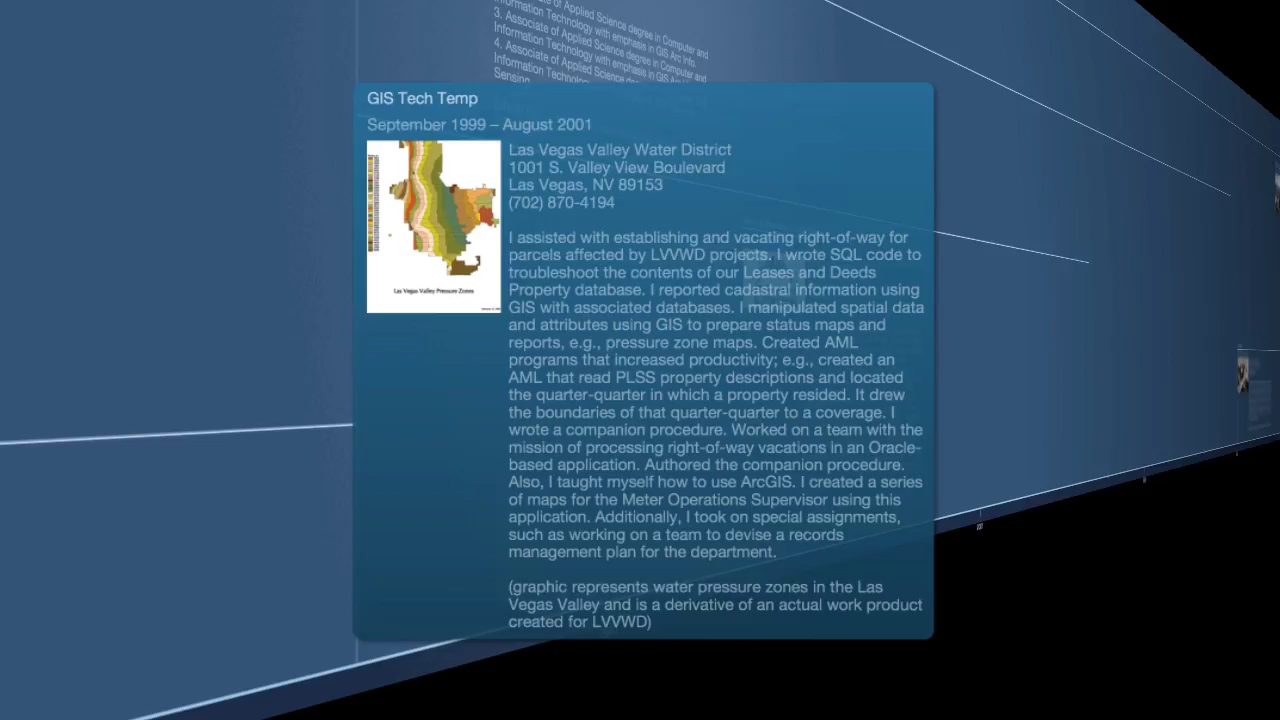 te of Applied Science degree in Computer and
3. Associate of Applied Science degree in Computer and
Information Technology with emphasis in GIS Arc Info.
4. Associate of Applied Science degree in Computer and
Information Technology
Sensing
GIS Tech Temp
September 1999 – August 2001
Las Vegas Valley Water District
1001 S. Valley View Boulevard
Las Vegas, NV 89153
(702) 870-4194
I assisted with establishing and vacating right-of-way for
parcels affected by LVVWD projects. I wrote SQL code to
troubleshoot the contents of our Leases and Deeds
Property database. I reported cadastral information using
GIS with associated databases. I manipulated spatial data
and attributes using GIS to prepare status maps and
reports, e.g., pressure zone maps. Created AML
programs that increased productivity; e.g., created an
AML that read PLSS property descriptions and located
the quarter-quarter in which a property resided. It drew
the boundaries of that quarter-quarter to a coverage. I
wrote a companion procedure. Worked on a team with the
mission of processing right-of-way vacations in an Oracle-
based application. Authored the companion procedure.
Also, I taught myself how to use ArcGIS. I created a series
of maps for the Meter Operations Supervisor using this
application. Additionally, I took on special assignments,
such as working on a team to devise a records
management plan for the department.
(graphic represents water pressure zones in the Las
Vegas Valley and is a derivative of an actual work product
created for LVVWD)
Las Vegas Valley Pressure Zones